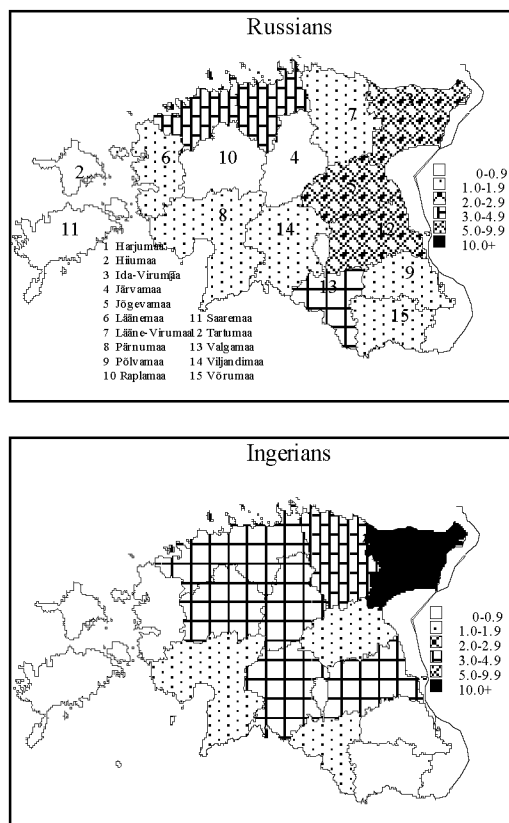 Russians
7
6
10
4
2
5
8
14
11
12
9
13
15
0-0.9
1.0-1.9
2.0-2.9
3.0-4.9
5.0-9.9
10.0+
1 Harjumaa
2 Hiiumaa
3 Ida-Virumaa
4 Järvamaa
5 Jõgevamaa
6 Läänemaa 11 Saaremaa
7 Lääne-Virumaa 12 Tartumaa
8 Pärnumaa 13 Valgamaa
9 Põlvamaa 14 Viljandimaa
10 Raplamaa 15 Võrumaa
Ingerians
0-0.9
1.0-1.9
2.0-2.9
3.0-4.9
5.0-9.9
10.0+